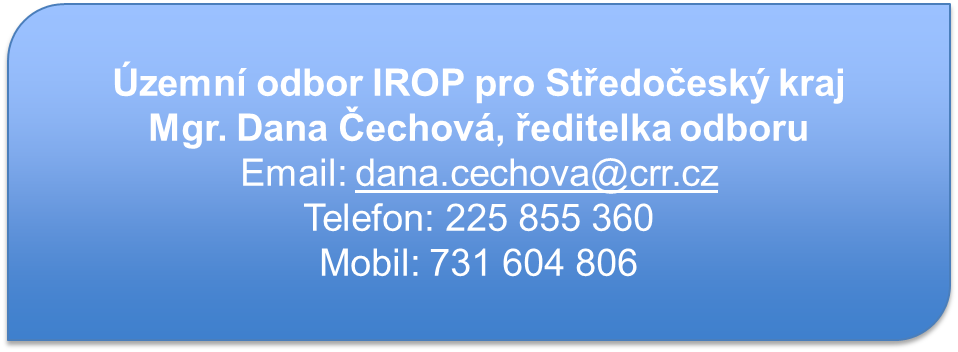 Územní odbor IROP pro Středočeský kraj
Mgr. Dana Čechová, ředitelka odboru
Email: dana.cechova@crr.cz
Telefon: 225 855 360
Mobil: 731 604 806